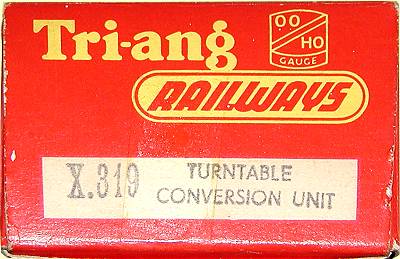 Tri-ang
OO
HO
GAUGE
RAILWAYS
X.319 TURNTABLE
CONVERSION UNIT